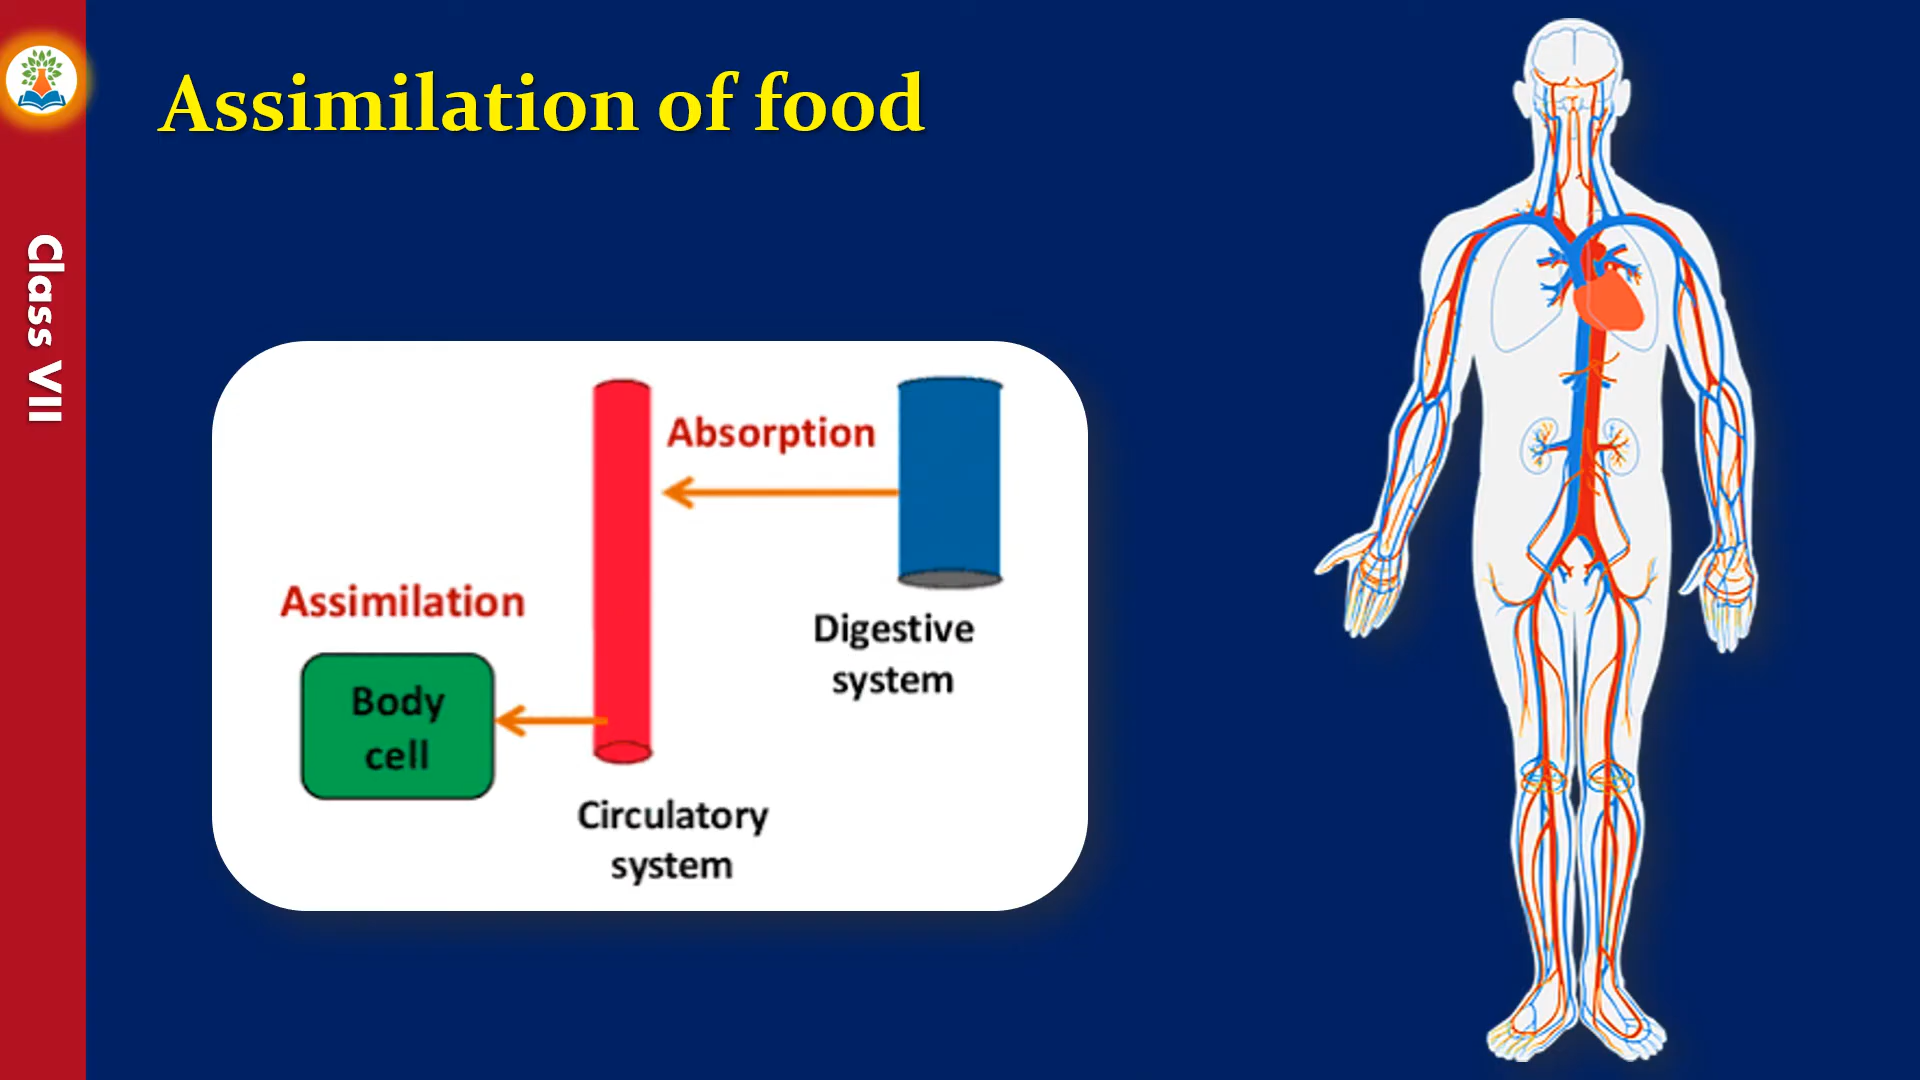 Assimilation of food
Class VII
Absorption
Assimilation
Digestive
system
Body
cell
Circulatory
system